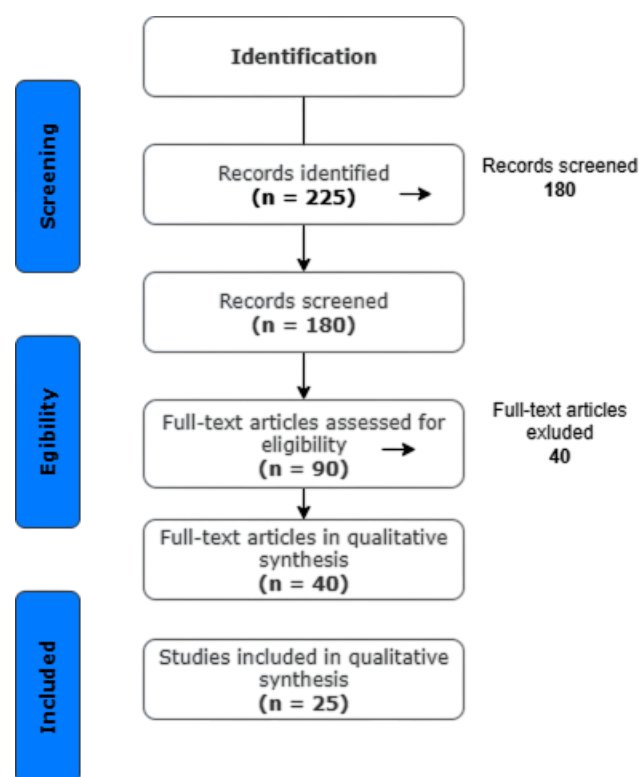 Identification
Screening
Records identified
(n = 225)
Records screened
180
Records screened
(n = 180)
Egibility
Full-text articles assessed for
eligibility
(n = 90)
Full-text articles
exluded
40
Full-text articles in qualitative
synthesis
(n = 40)
Included
Studies included in qualitative
synthesis
(n = 25)